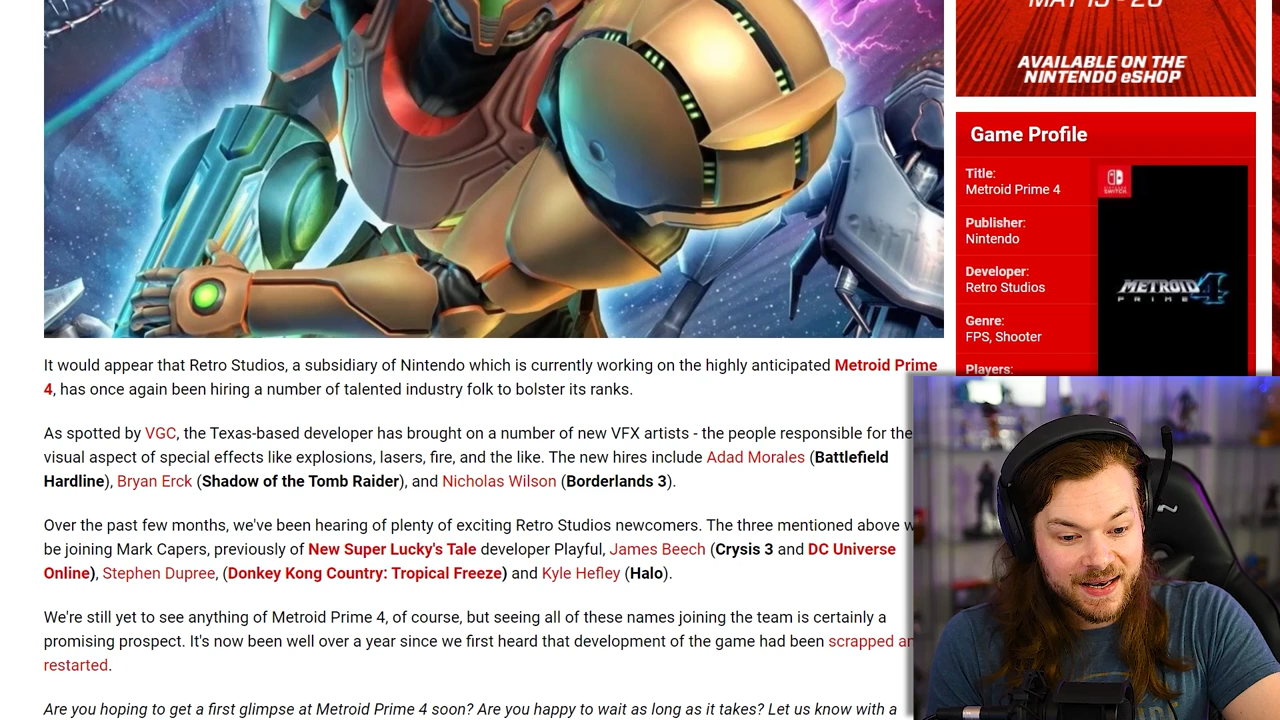 MAY 13 - 20
AVAILABLE ON THE
NINTENDO eSHOP
Game Profile
Title:
Metroid Prime 4
Publisher:
Nintendo
Developer:
Retro Studios
Genre:
FPS, Shooter
Players:
METROID 4
PRIME
It would appear that Retro Studios, a subsidiary of Nintendo which is currently working on the highly anticipated Metroid Prime
4, has once again been hiring a number of talented industry folk to bolster its ranks.
As spotted by VGC, the Texas-based developer has brought on a number of new VFX artists - the people responsible for the
visual aspect of special effects like explosions, lasers, fire, and the like. The new hires include Adad Morales (Battlefield
Hardline), Bryan Erck (Shadow of the Tomb Raider), and Nicholas Wilson (Borderlands 3).
Over the past few months, we've been hearing of plenty of exciting Retro Studios newcomers. The three mentioned above w
be joining Mark Capers, previously of New Super Lucky's Tale developer Playful, James Beech (Crysis 3 and DC Universe
Online), Stephen Dupree, (Donkey Kong Country: Tropical Freeze) and Kyle Hefley (Halo).
We're still yet to see anything of Metroid Prime 4, of course, but seeing all of these names joining the team is certainly a
promising prospect. It's now been well over a year since we first heard that development of the game had been scrapped an
restarted.
Are you hoping to get a first glimpse at Metroid Prime 4 soon? Are you happy to wait as long as it takes? Let us know with a